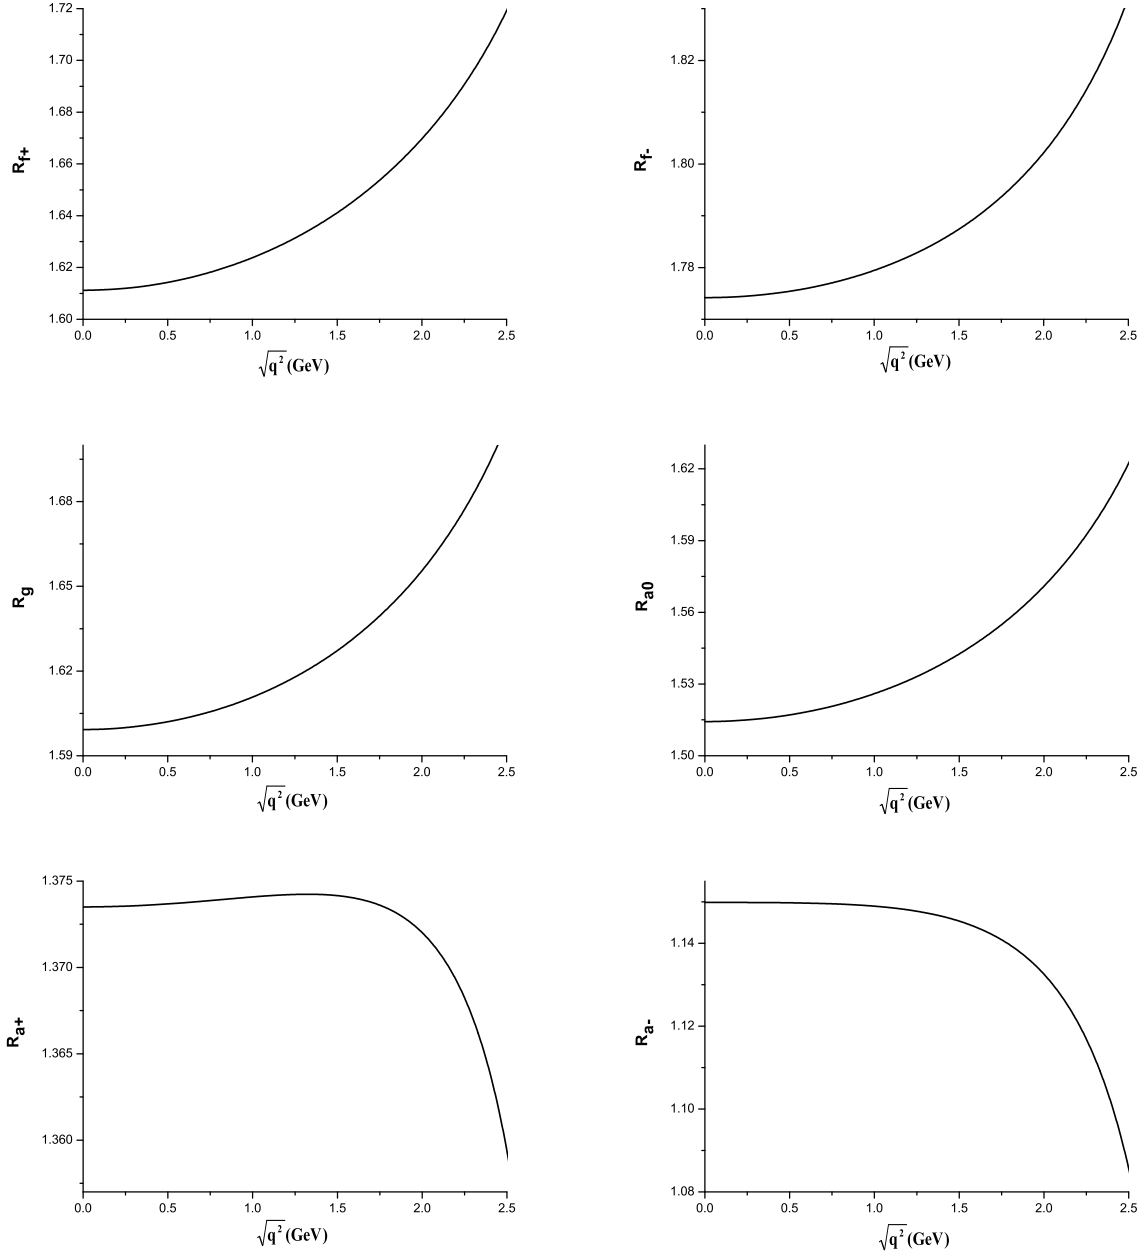 1.72
1.70
1.68
1.66
1.64
1.62
1.60
R_f+
0.0 0.5 1.0 1.5 2.0 2.5
√q² (GeV)
1.82
1.80
1.78
R_f-
0.0 0.5 1.0 1.5 2.0 2.5
√q² (GeV)
1.68
1.65
1.62
1.59
R_g
0.0 0.5 1.0 1.5 2.0 2.5
√q² (GeV)
1.62
1.59
1.56
1.53
1.50
R_a0
0.0 0.5 1.0 1.5 2.0 2.5
√q² (GeV)
1.375
1.370
1.365
1.360
R_a+
0.0 0.5 1.0 1.5 2.0 2.5
√q² (GeV)
1.14
1.12
1.10
1.08
R_a-
0.0 0.5 1.0 1.5 2.0 2.5
√q² (GeV)